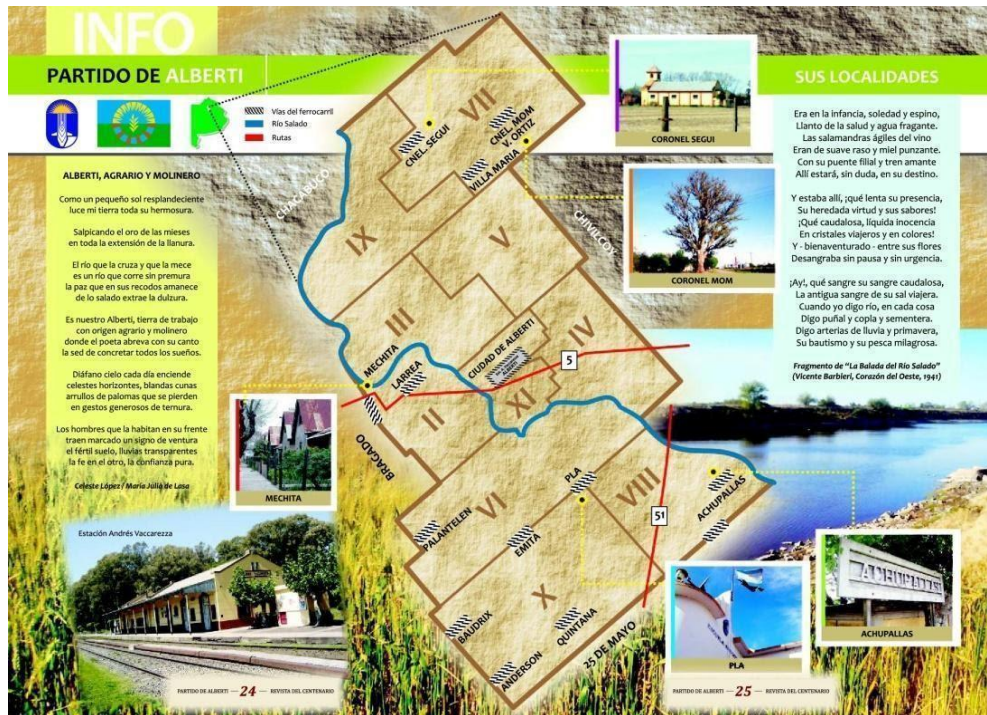 INFO
PARTIDO DE ALBERTI
Vías del ferrocarril
Río Salado
Rutas
ALBERTI, AGRARIO Y MOLINERO
Como un pequeño sol resplandeciente
luce mi tierra toda su hermosura.
Salpicando el oro de las mieses
en toda la extensión de la llanura.
El río que la cruza y que la mece
es un río que corre sin premura
la paz que en sus recodos amanece
de lo salado extrae la dulzura.
Es nuestro Alberti, tierra de trabajo
con origen agrario y molinero
donde el poeta abreva con su canto
la sed de concretar todos los sueños.
Diáfano cielo cada día enciende
celestes horizontes, blandas cunas
arrullos de palomas que se pierden
en gestos generosos de ternura.
Los hombres que la habitan en su frente
traen marcado un signo de ventura
el fértil suelo, lluvias transparentes
la fe en el otro, la confianza pura.
Celeste López / María Julia de Lasa
Estación Andrés Vaccarezza
PARTIDO DE ALBERTI — 24 — REVISTA DEL CENTENARIO
CHACABUCO
CHIVILCOY
BRAGADO
25 DE MAYO
VII
CNEL. SEGUI
CNEL. MOM
V. ORTIZ
VILLA MARIA
IX
V
III
IV
MECHITA
LARREA
CIUDAD DE ALBERTI
5
II
XI
PLA
VI
VIII
ACHUPALLAS
51
PALANTELEN
EMITA
X
BAUDRIX
QUINTANA
ANDERSON
MECHITA
CORONEL SEGUI
CORONEL MOM
PLA
ACHUPALLAS
ACHUPALLAS
SUS LOCALIDADES
Era en la infancia, soledad y espino,
Llanto de la salud y agua fragante.
Las salamandras ágiles del vino
Eran de suave raso y miel punzante.
Con su puente filial y tren amante
Allí estará, sin duda, en su destino.
Y estaba allí, ¡qué lenta su presencia,
Su heredada virtud y sus sabores!
¡Qué caudalosa, líquida inocencia
En cristales viajeros y en colores!
Y - bienaventurado - entre sus flores
Desangraba sin pausa y sin urgencia.
¡Ay!, qué sangre su sangre caudalosa,
La antigua sangre de su sal viajera.
Cuando yo digo río, en cada cosa
Digo puñal y copla y sementera.
Digo arterias de lluvia y primavera,
Su bautismo y su pesca milagrosa.
Fragmento de "La Balada del Río Salado"
(Vicente Barbieri, Corazón del Oeste, 1941)
PARTIDO DE ALBERTI — 25 — REVISTA DEL CENTENARIO